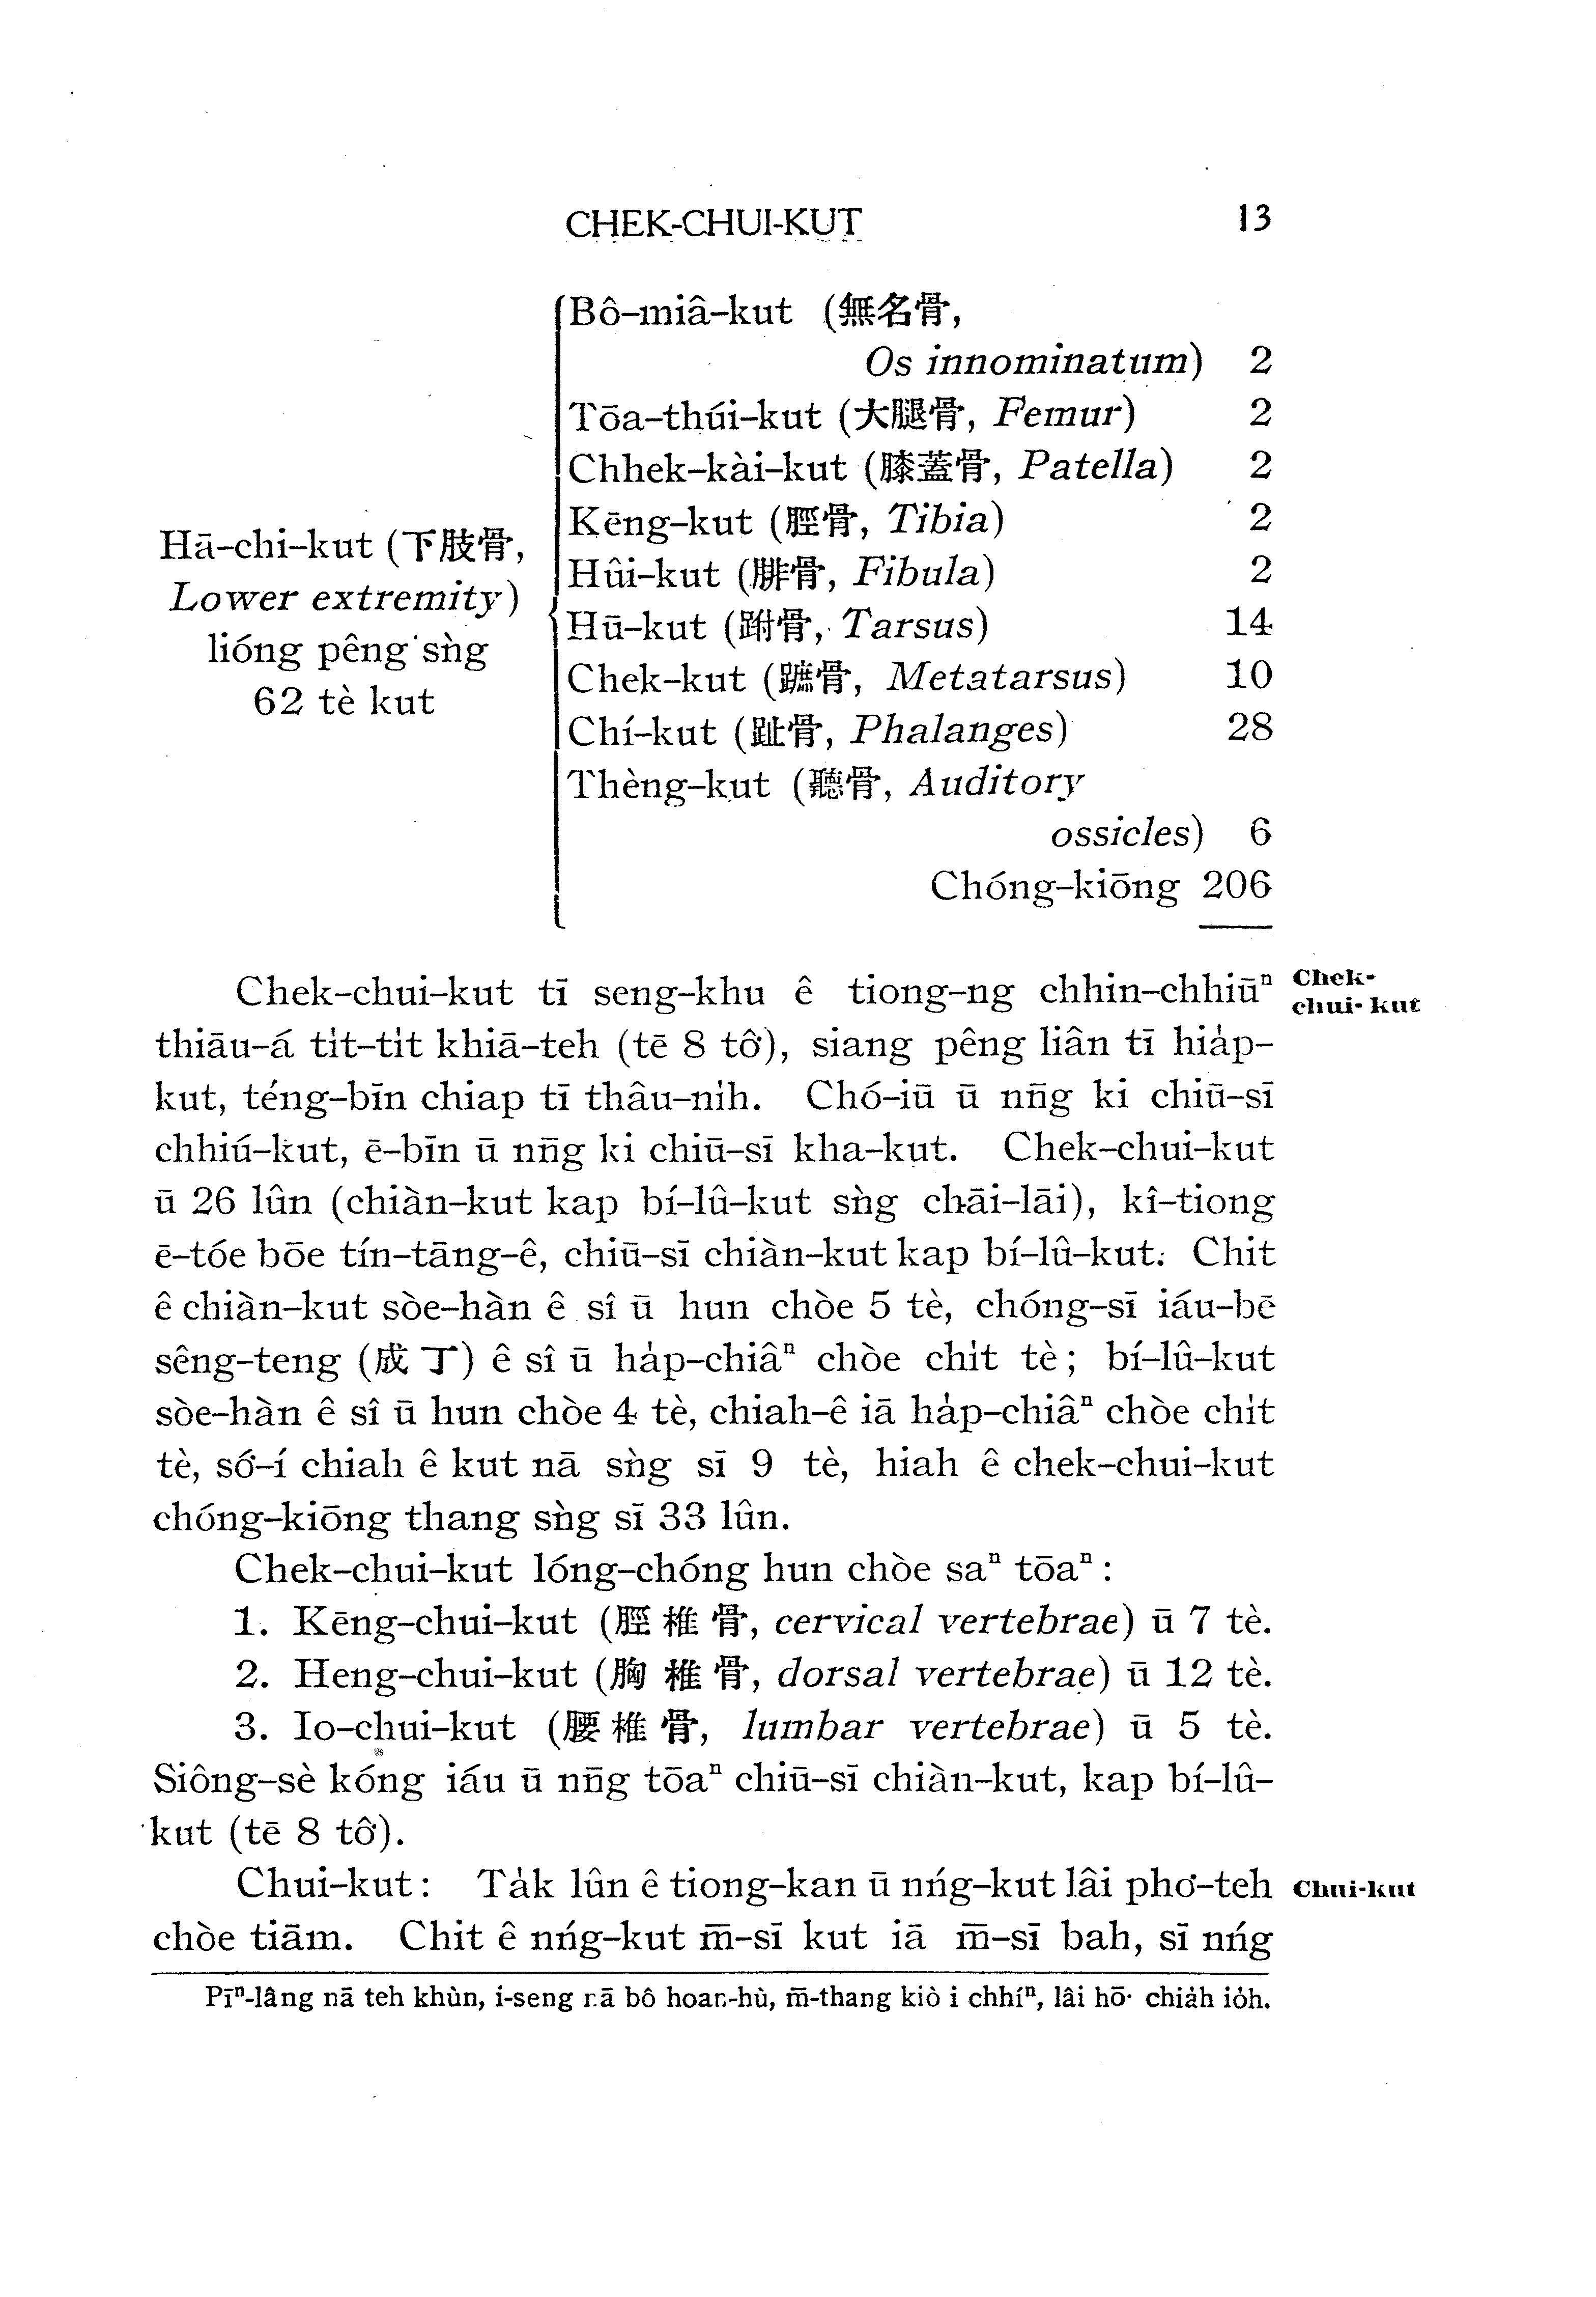 CHEK-CHUI-KUT 13
Bô-miâ-kut (無名骨,
Os innominatum) 2
Tōa-thúi-kut (大腿骨, Femur) 2
Chhek-kài-kut (膝蓋骨, Patella) 2
Kēng-kut (脛骨, Tibia) 2
Hûi-kut (腓骨, Fibula) 2
Hū-kut (跗骨, Tarsus) 14
Chek-kut (蹠骨, Metatarsus) 10
Chí-kut (趾骨, Phalanges) 28
Thèng-kut (聽骨, Auditory
ossicles) 6
Chóng-kiōng 206
Hā-chi-kut (下肢骨,
Lower extremity)
lióng pêng sǹg
62 tè kut
Chek-chui-kut tī seng-khu ê tiong-ng chhin-chhiūⁿ
thiāu-á ti̍t-ti̍t khiā-teh (tē 8 tô͘), siang pêng liân tī hia̍p-
kut, téng-bīn chiap tī thâu-ni̍h. Chó-iū ū nn̄g ki chiū-sī
chhiú-kut, ē-bīn ū nn̄g ki chiū-sī kha-kut. Chek-chui-kut
ū 26 lûn (chiàn-kut kap bí-lû-kut sǹg chāi-lāi), kî-tiong
ē-tóe bōe tín-tāng-ê, chiū-sī chiàn-kut kap bí-lû-kut. Chit
ê chiàn-kut sòe-hàn ê sî ū hun chòe 5 tè, chóng-sī iáu-bē
sêng-teng (成丁) ê sî ū ha̍p-chiâⁿ chòe chi̍t tè; bí-lû-kut
sòe-hàn ê sî ū hun chòe 4 tè, chiah-ê iā ha̍p-chiâⁿ chòe chi̍t
tè, só͘-í chiah ê kut nā sǹg sī 9 tè, hiah ê chek-chui-kut
chóng-kiōng thang sǹg sī 33 lûn.
Chek-chui-kut lóng-chóng hun chòe saⁿ tōaⁿ:
1. Kēng-chui-kut (脛椎骨, cervical vertebrae) ū 7 tè.
2. Heng-chui-kut (胸椎骨, dorsal vertebrae) ū 12 tè.
3. Io-chui-kut (腰椎骨, lumbar vertebrae) ū 5 tè.
Siông-sè kóng iáu ū nn̄g tōaⁿ chiū-sī chiàn-kut, kap bí-lû-
kut (tē 8 tô͘).
Chui-kut: Ta̍k lûn ê tiong-kan ū nńg-kut lâi pho͘-teh
chòe tiām. Chit ê nńg-kut m̄-sī kut iā m̄-sī bah, sī nńg
Chek-
chui-kut
Chui-kut
Pīⁿ-lâng nā teh khùn, i-seng nā bô hoan-hù, m̄-thang kiò i chhíⁿ, lâi hō͘ chia̍h io̍h.